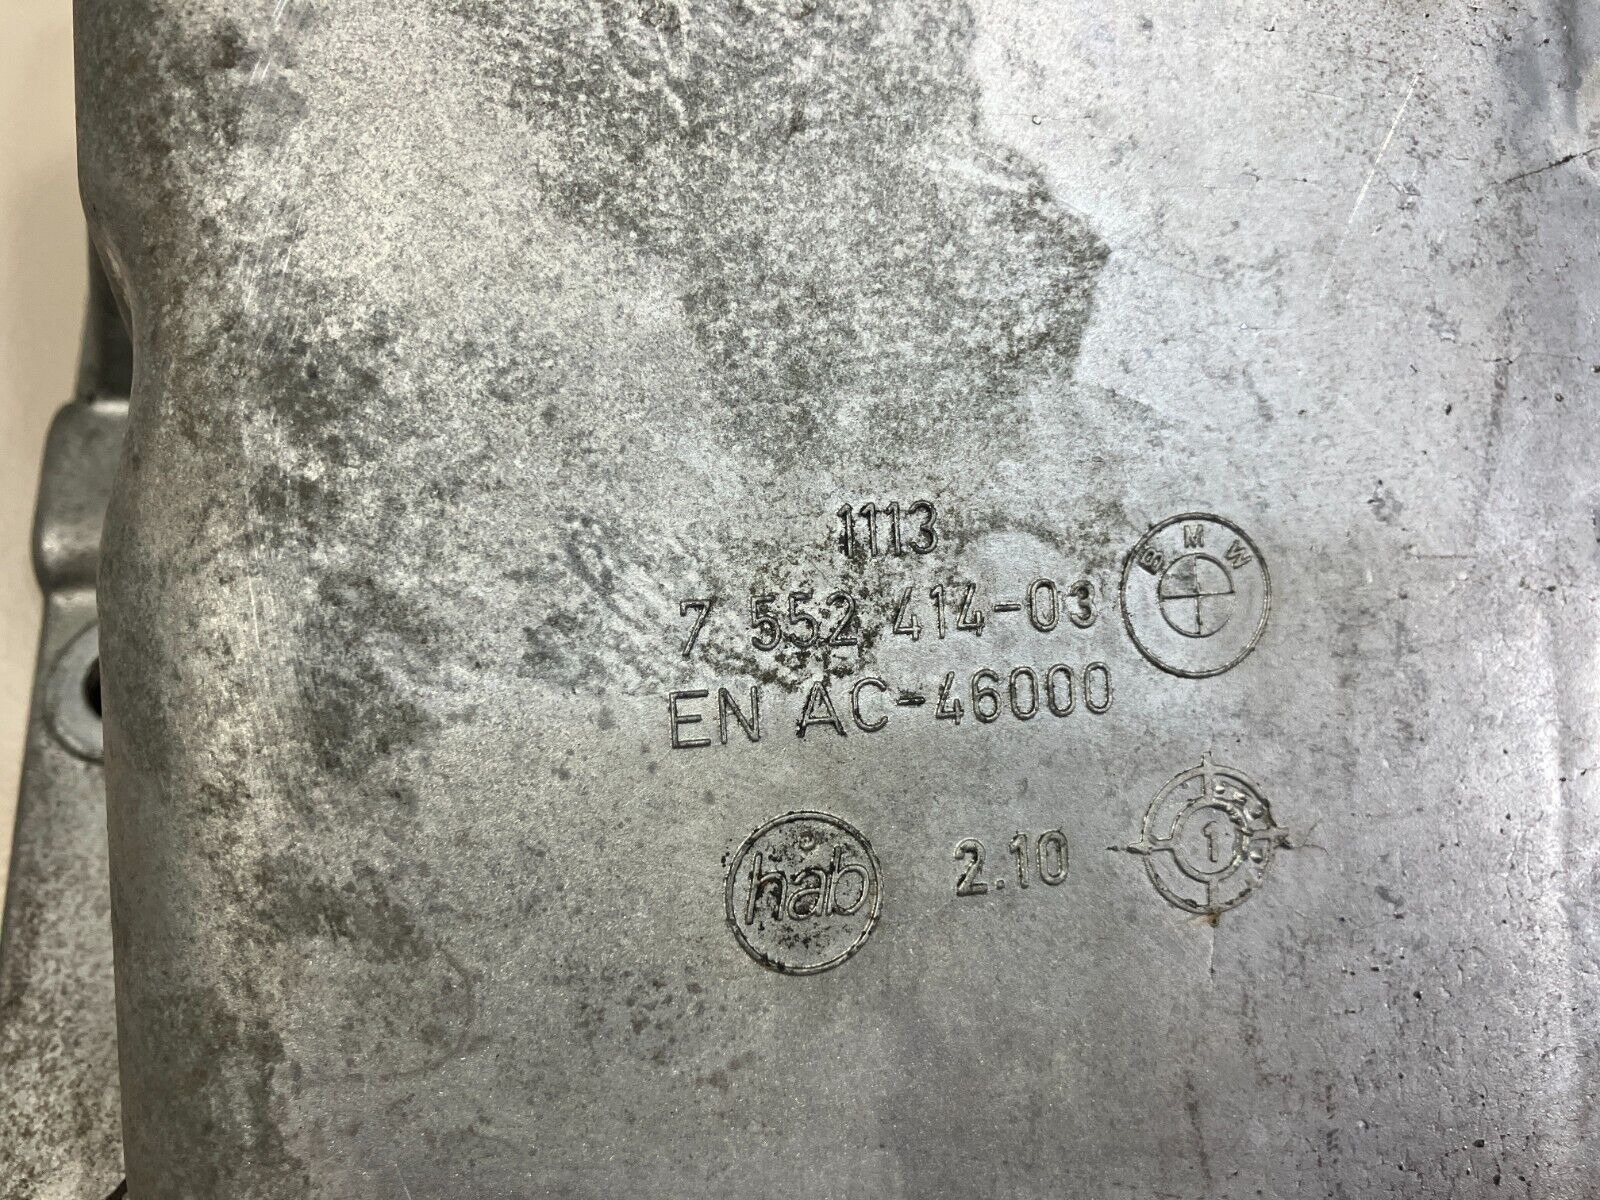 1113
BMW
7 552 414-03
EN AC-46000
hab
2.10
1